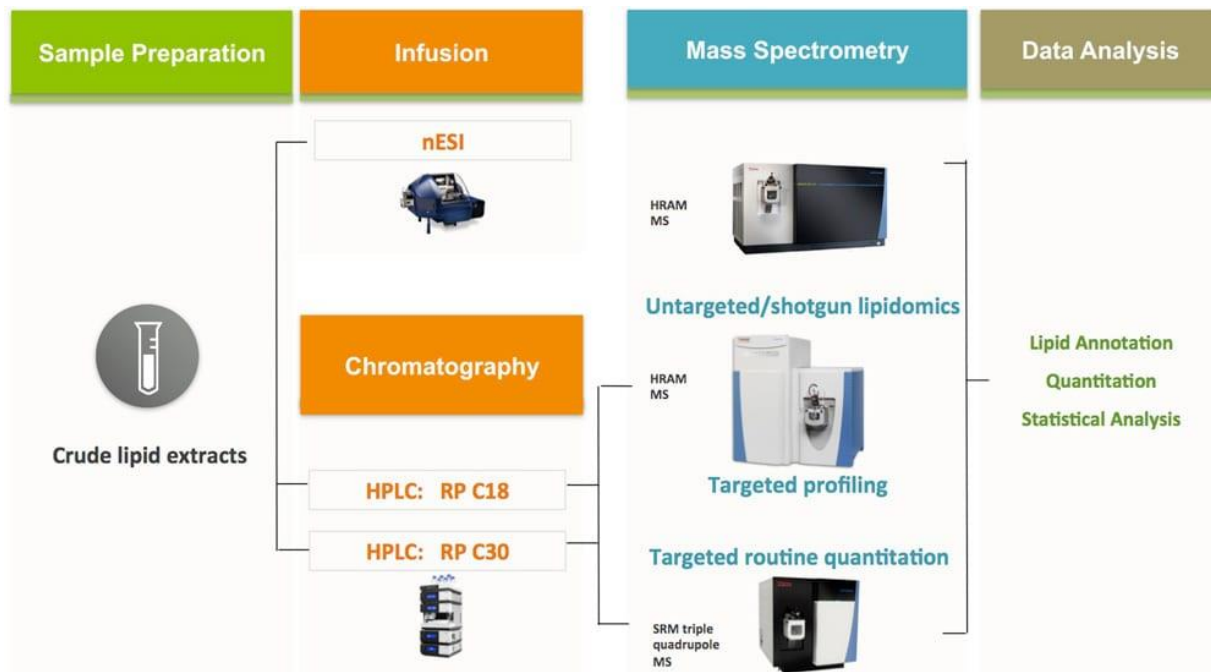 Sample Preparation
Infusion
Mass Spectrometry
Data Analysis
nESI
HRAM
MS
Untargeted/shotgun lipidomics
Chromatography
HRAM
MS
Lipid Annotation
Quantitation
Statistical Analysis
Crude lipid extracts
HPLC: RP C18
Targeted profiling
HPLC: RP C30
Targeted routine quantitation
SRM triple
quadrupole
MS